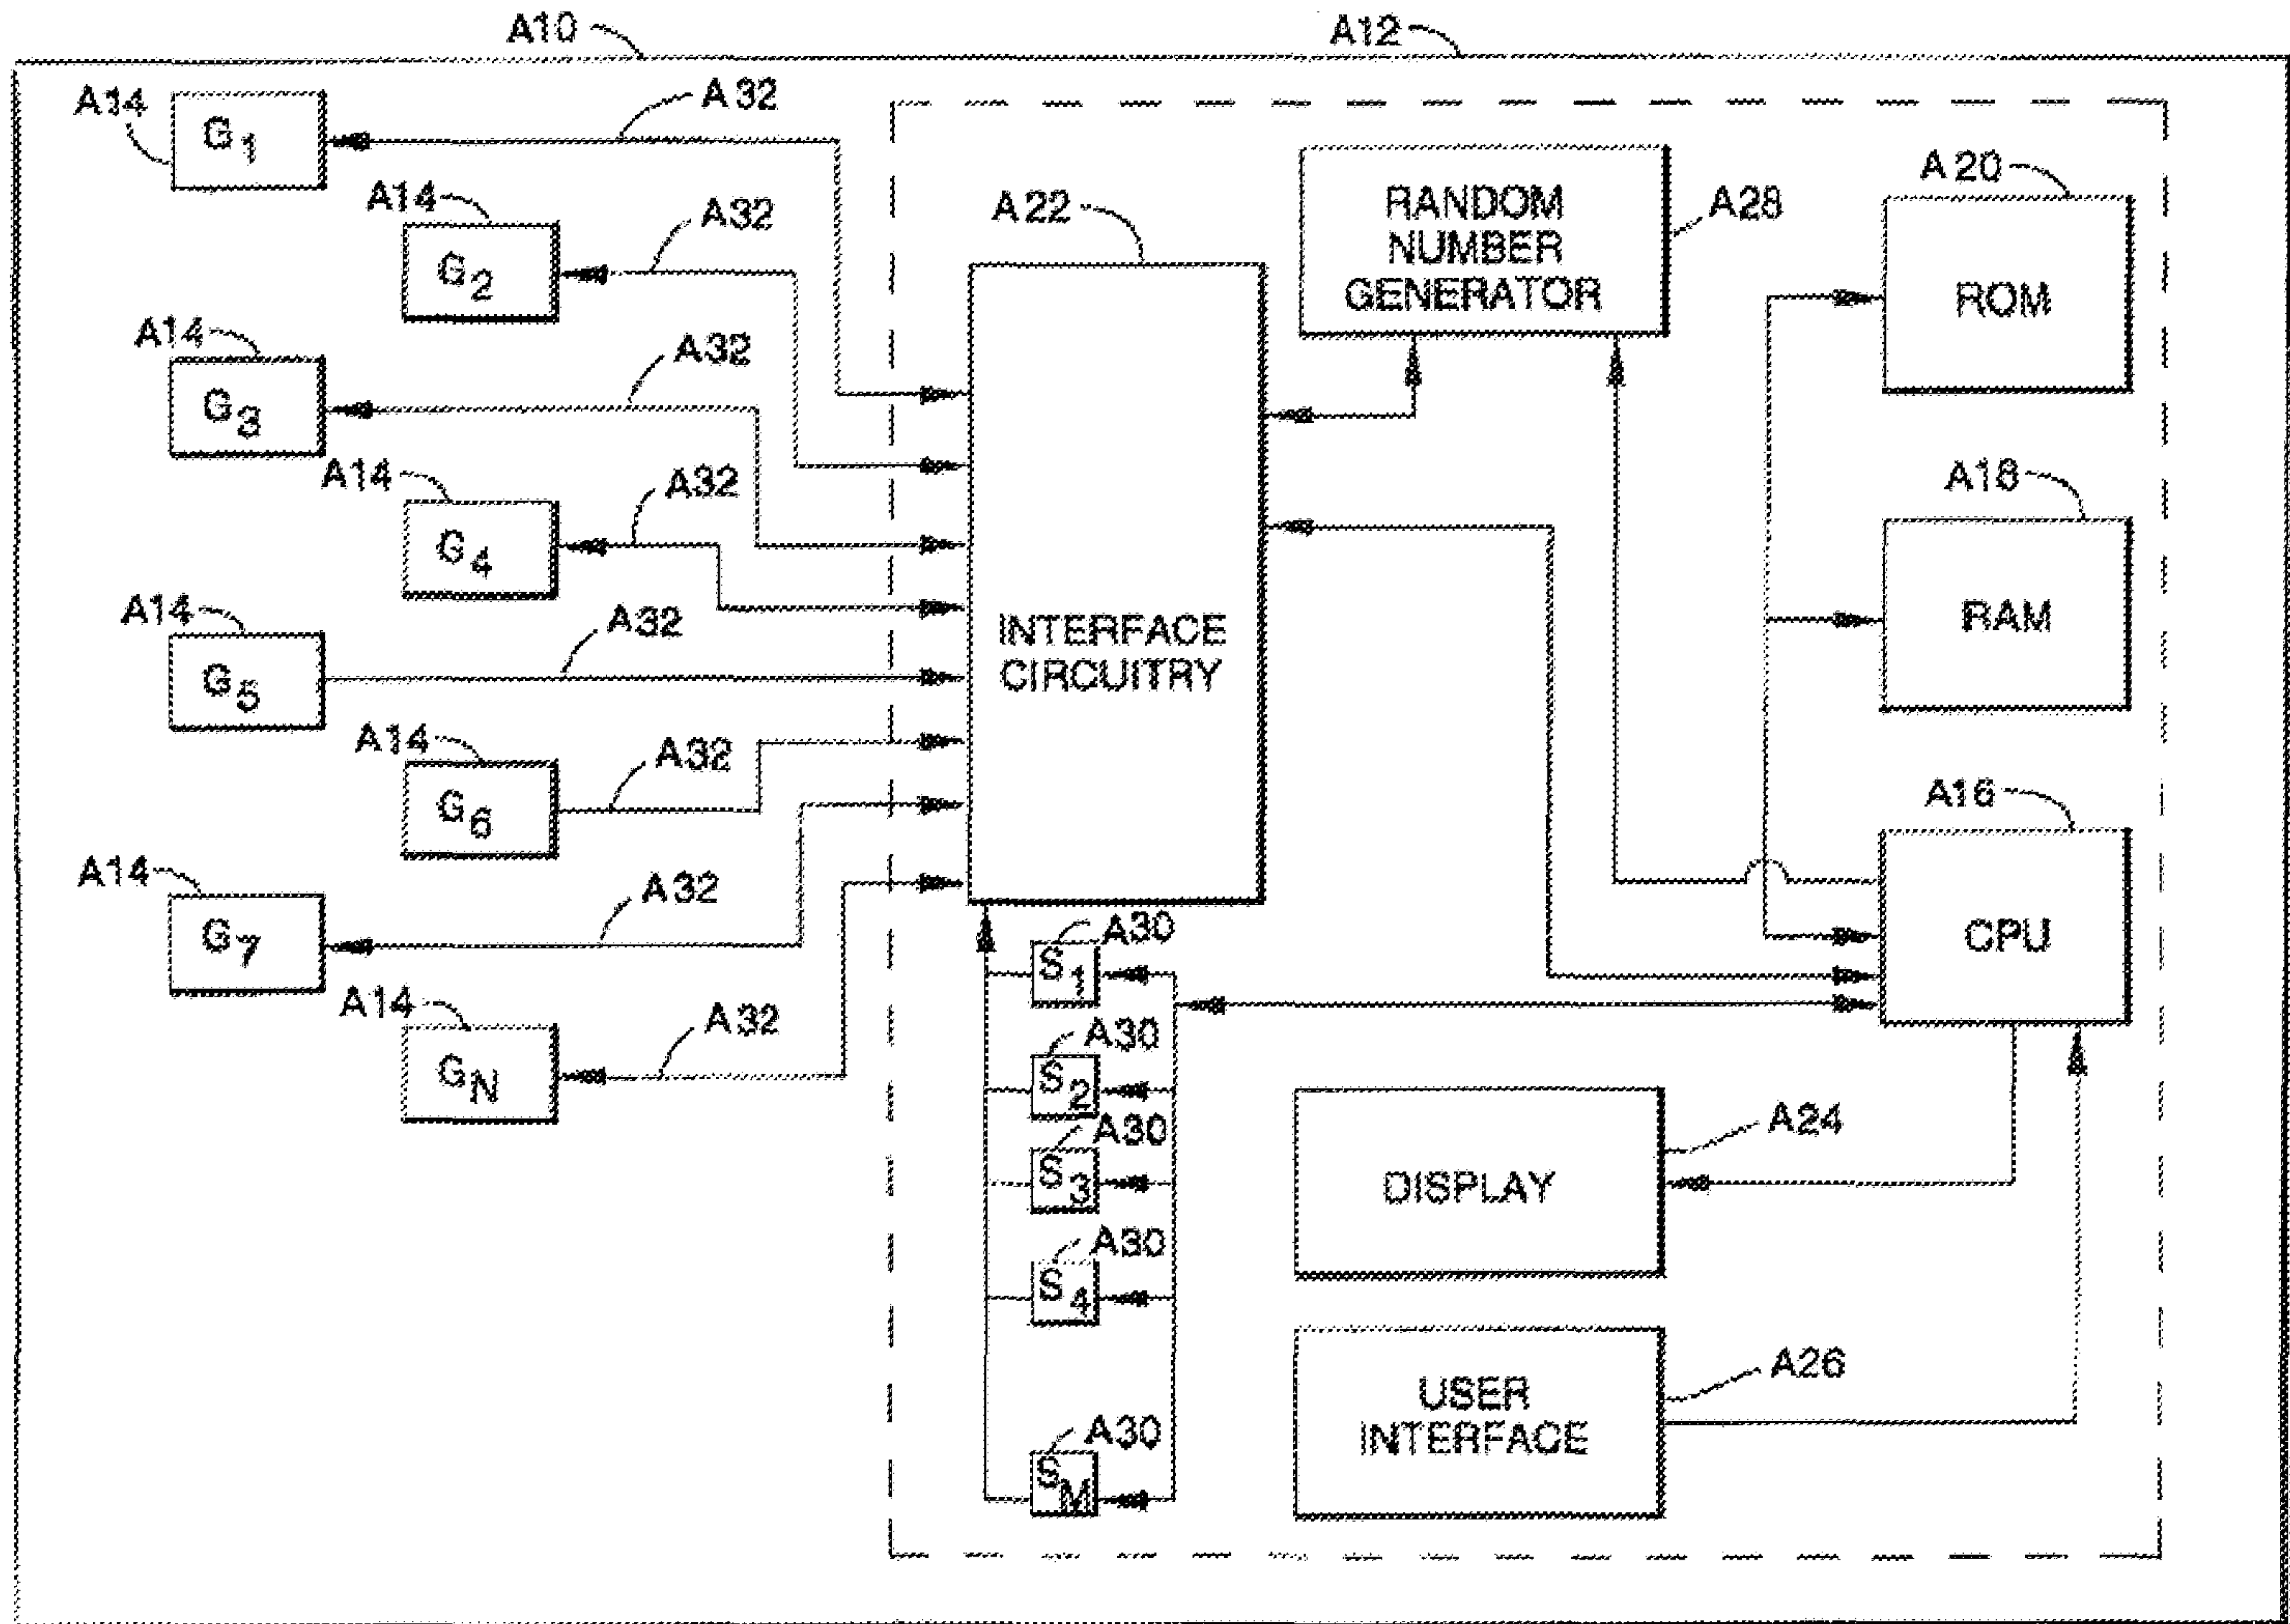 A10
A12
A14
G1
A32
A14
G2
A32
A14
G3
A32
A14
G4
A32
A14
G5
A32
A14
G6
A32
A14
G7
A32
A14
GN
A32
A22
INTERFACE
CIRCUITRY
RANDOM
NUMBER
GENERATOR
A28
A20
ROM
A18
RAM
A16
CPU
A30
S1
A30
S2
A30
S3
A30
S4
A30
SM
DISPLAY
A24
USER
INTERFACE
A26